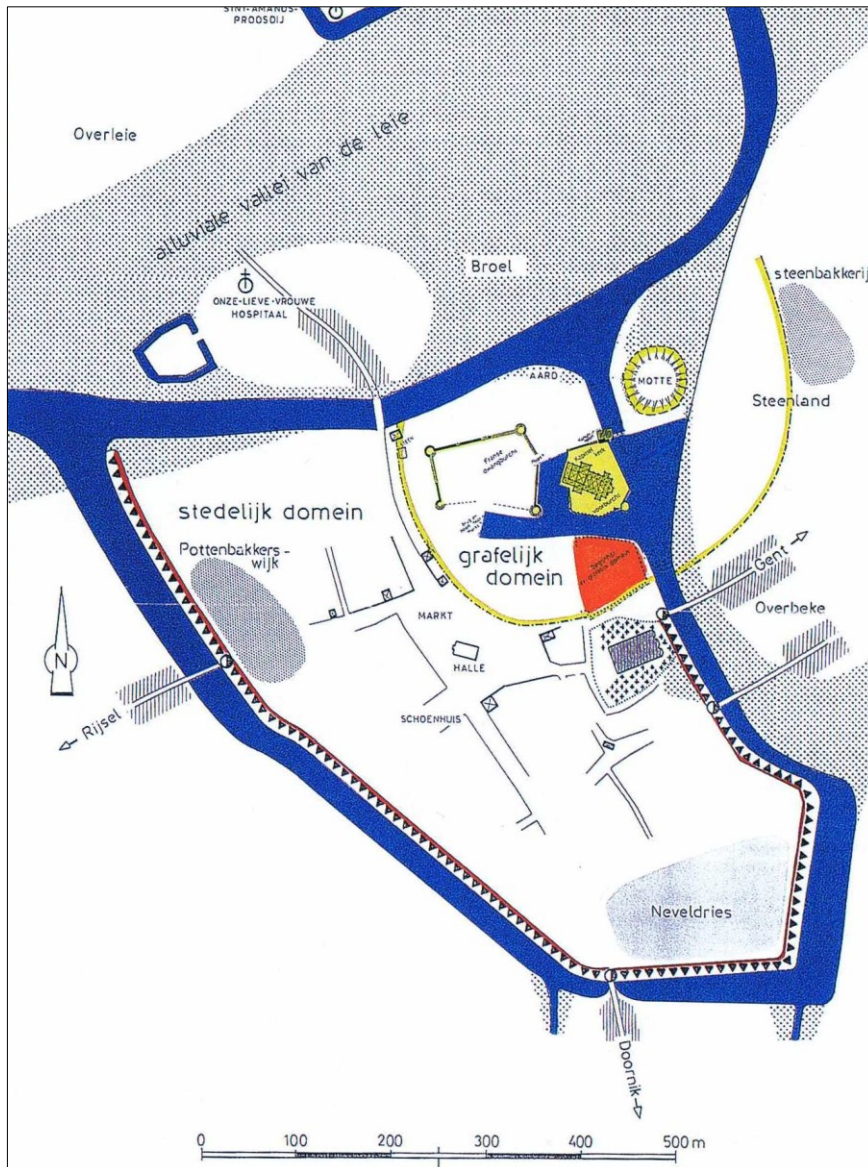 SINT-AMANDS-
PROOSDIJ
Overleie
alluviale vallei van de leie
Broel
steenbakkerij
ONZE-LIEVE-VROUWE
HOSPITAAL
AARD
MOTTE
Steenland
stedelijk domein
Pottenbakkers-
wijk
grafelijk
domein
Gent
Overbeke
MARKT
HALLE
N
SCHOENHUIS
Rijsel
Neveldries
Doornik
0 100 200 300 400 500 m